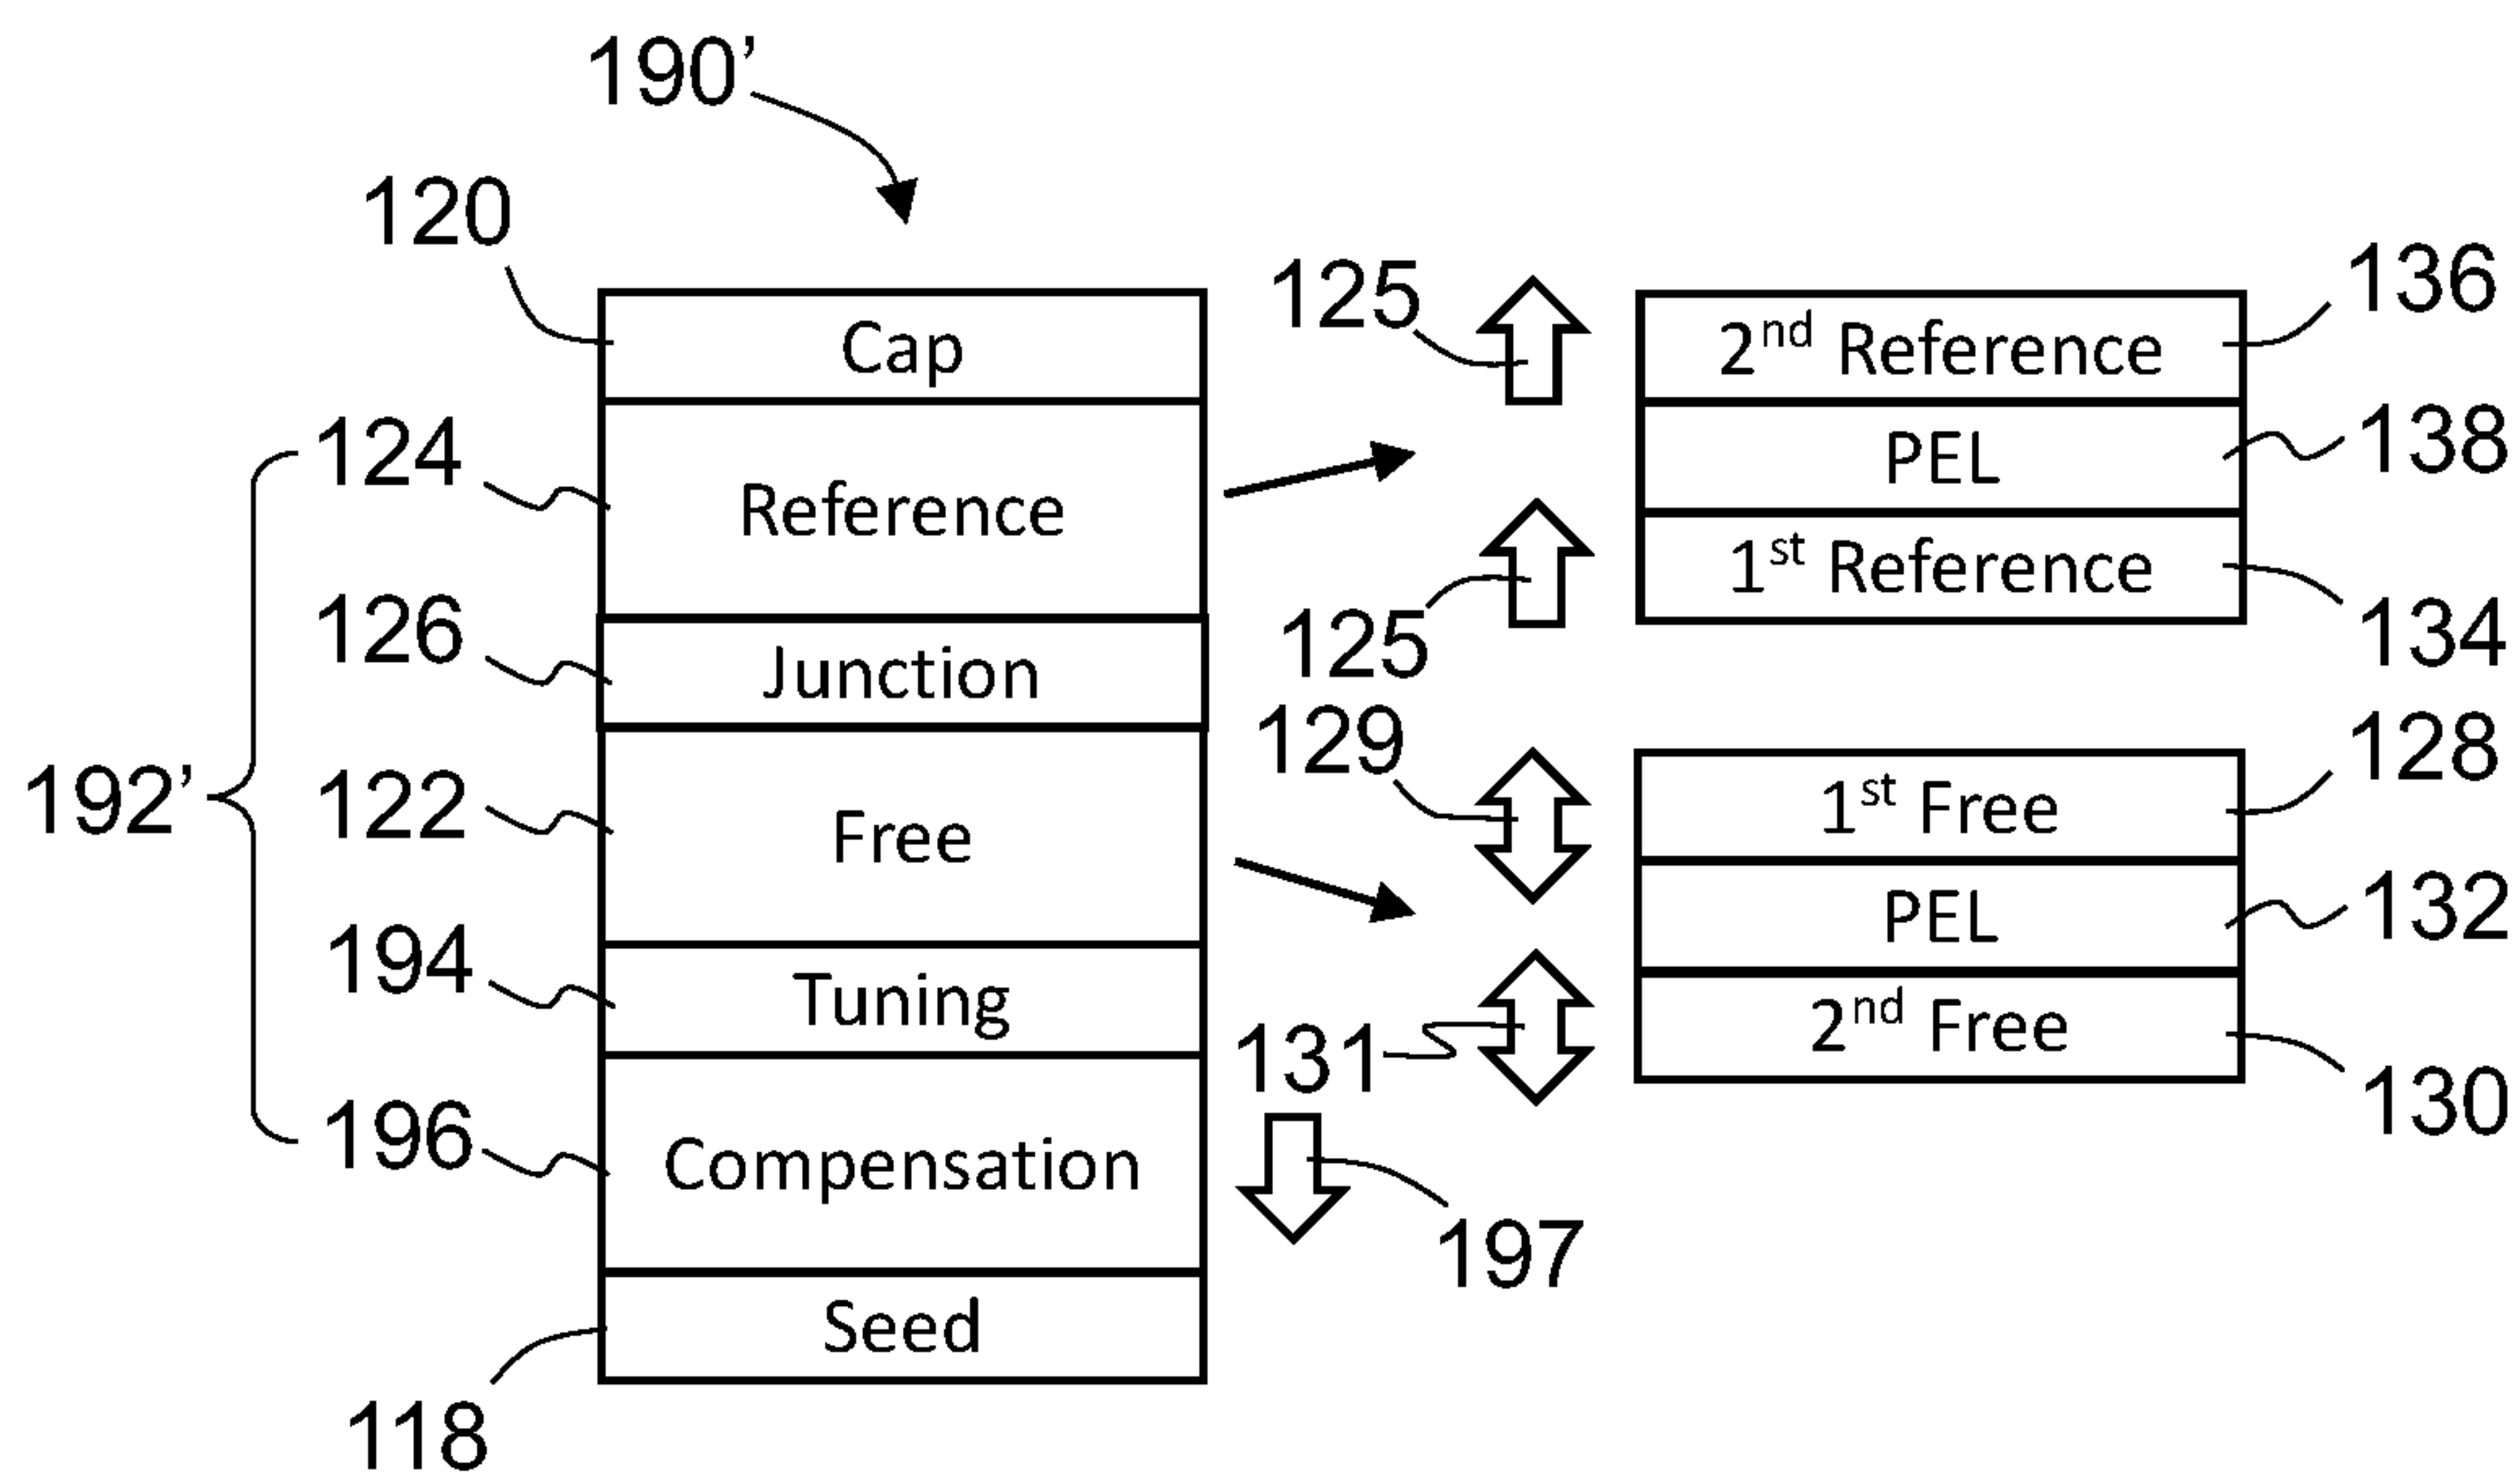 190’
120
Cap
124
Reference
126
Junction
192’
122
Free
194
Tuning
196
Compensation
Seed
118
125
2nd Reference
136
PEL
138
125
1st Reference
134
129
1st Free
128
PEL
132
131
2nd Free
130
197